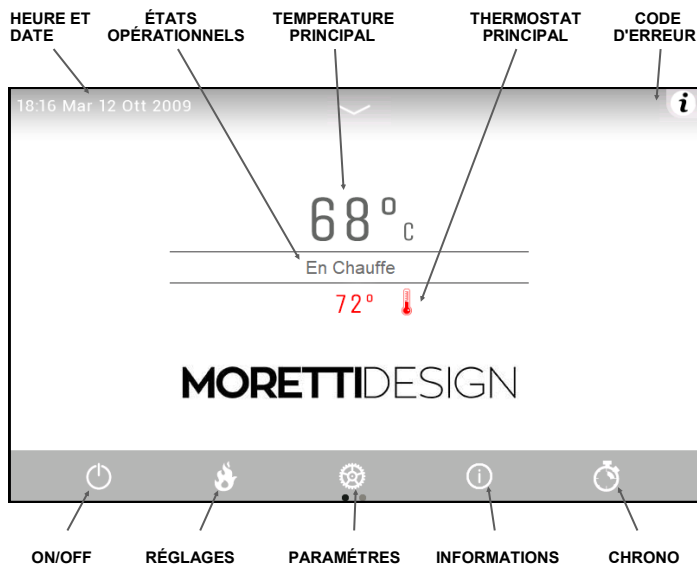 HEURE ET DATE
ÉTATS OPÉRATIONNELS
TEMPERATURE PRINCIPAL
THERMOSTAT PRINCIPAL
CODE D'ERREUR
18:16 Mar 12 Ott 2009
i
68° C
En Chauffe
72°
MORETTIDESIGN
ON/OFF
RÉGLAGES
PARAMÉTRES
INFORMATIONS
CHRONO